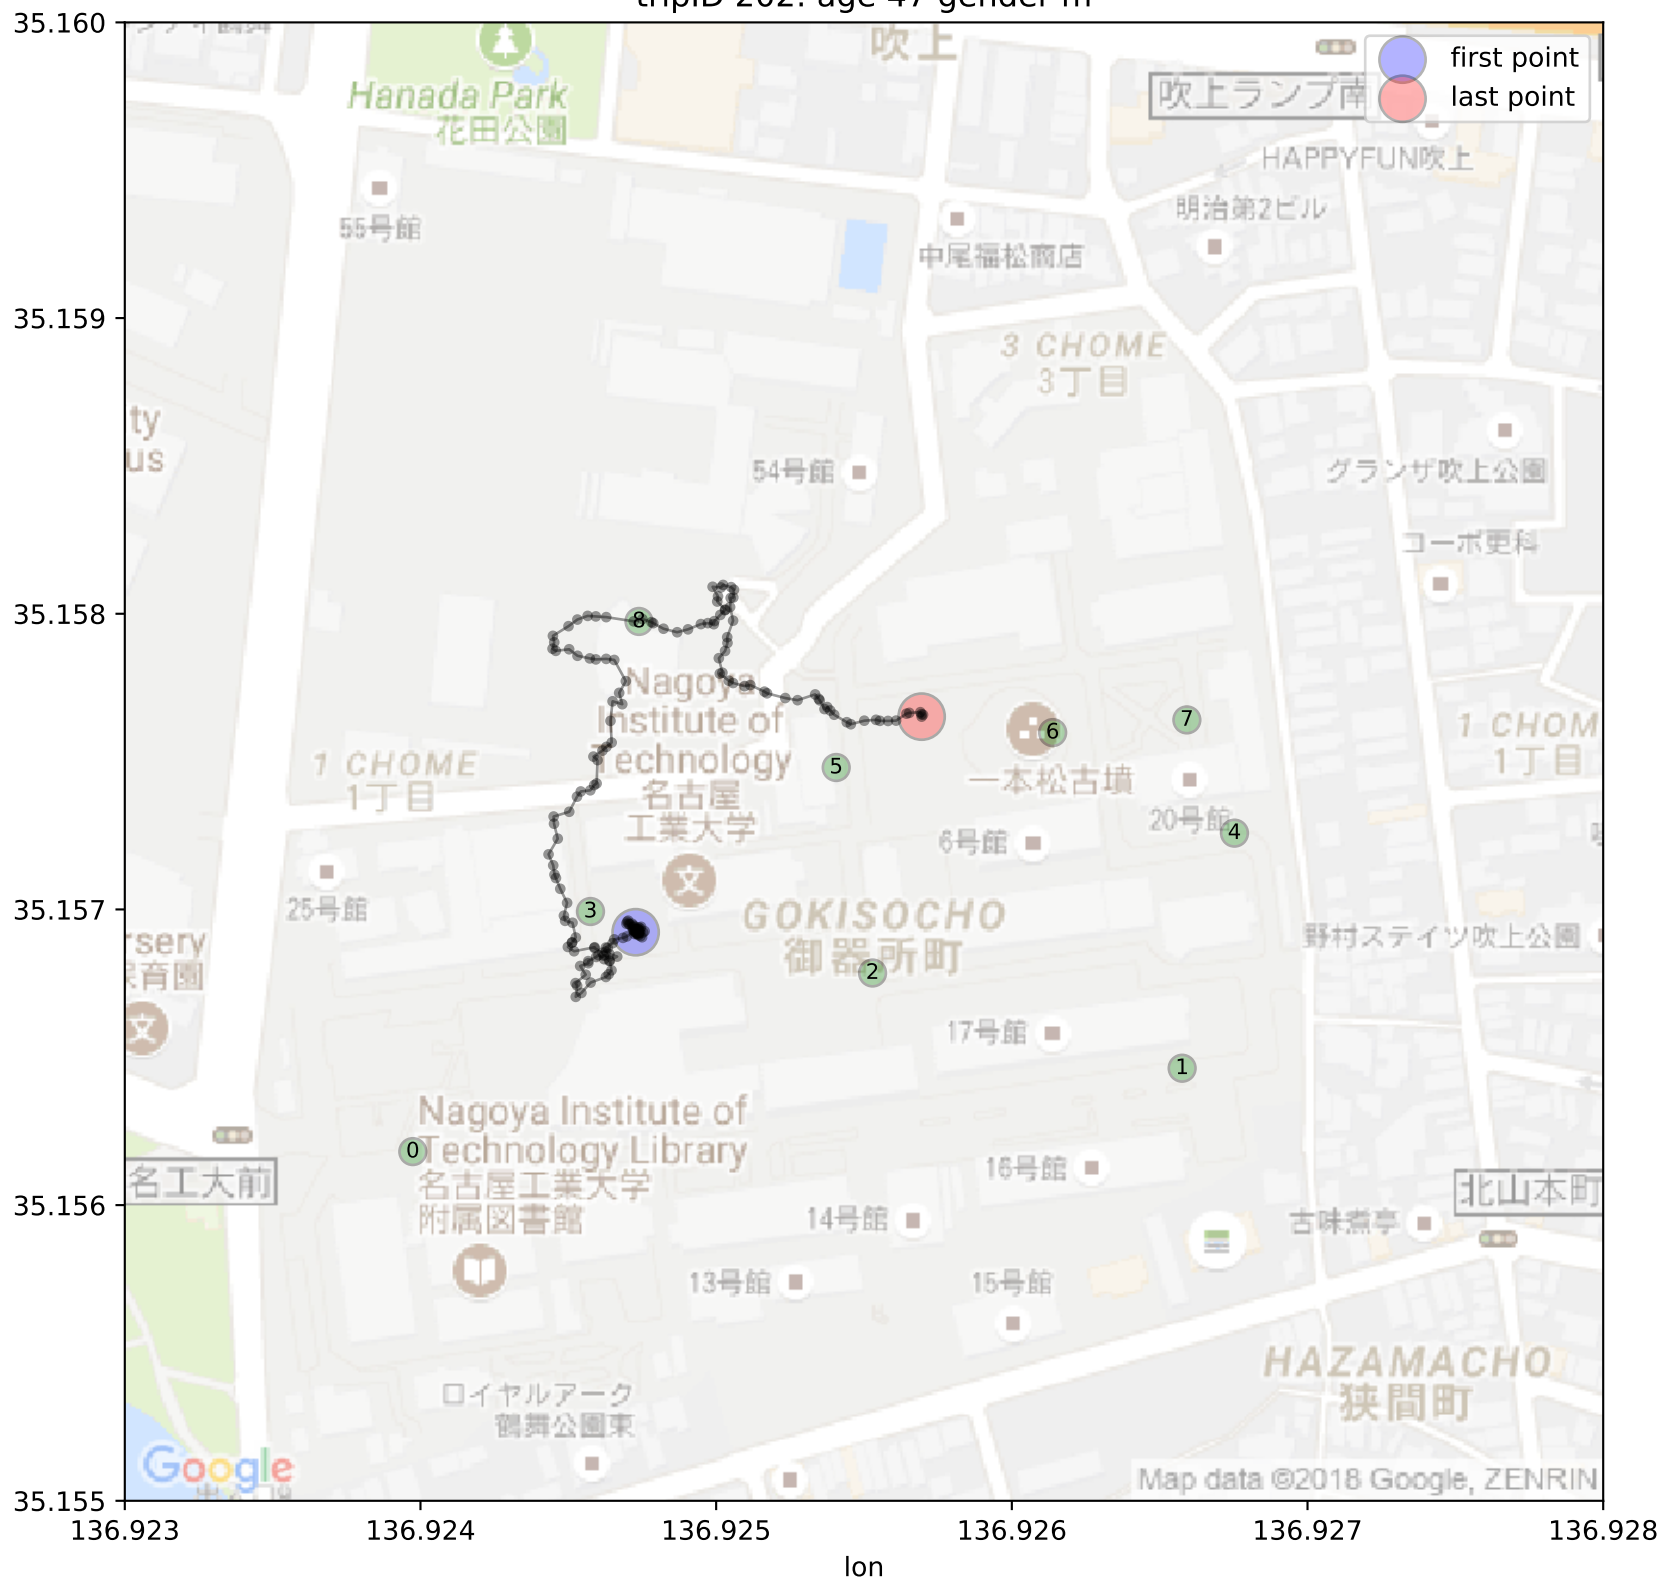 35.160
first point
last point
吹上
吹上ランプ南
Hanada Park
花田公園
HAPPYFUN吹上
55号館
明治第2ビル
中尾福松商店
35.159
3 CHOME
3丁目
ty
us
54号館
グランザ吹上公園
コーポ更科
35.158
8
Nagoya
Institute of
Technology
名古屋
工業大学
7
6
5
1 CHOME
1丁目
1 CHOM
1丁目
一本松古墳
20号館
4
6号館
25号館
35.157
3
GOKISOCHO
御器所町
rsery
保育園
野村ステイツ吹上公園
2
17号館
1
Nagoya Institute of
Technology Library
名古屋工業大学
附属図書館
0
名工大前
16号館
北山本町
35.156
14号館
古味煮亭
13号館
15号館
HAZAMACHO
狭間町
ロイヤルアーク
鶴舞公園東
Google
Map data ©2018 Google, ZENRIN
35.155
136.923
136.924
136.925
136.926
136.927
136.928
lon